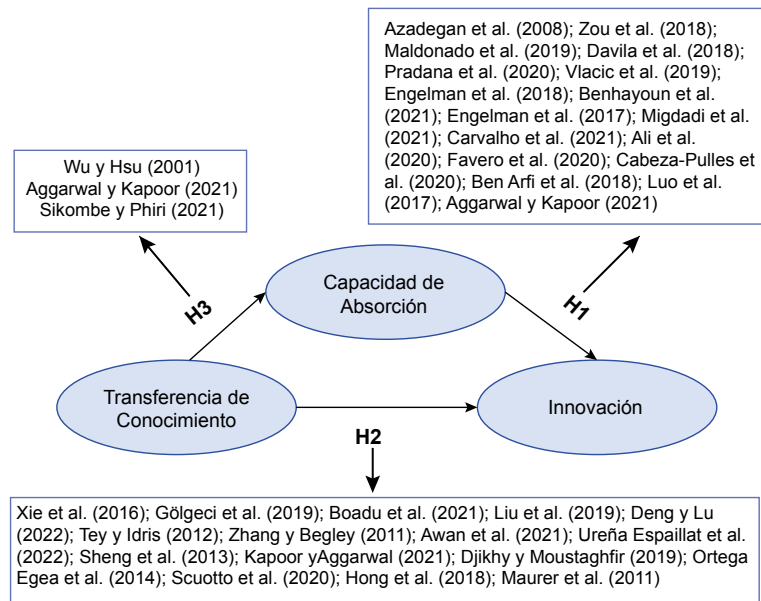 Azadegan et al. (2008); Zou et al. (2018);
Maldonado et al. (2019); Davila et al. (2018);
Pradana et al. (2020); Vlacic et al. (2019);
Engelman et al. (2018); Benhayoun et al.
(2021); Engelman et al. (2017); Migdadi et al.
(2021); Carvalho et al. (2021); Ali et al.
(2020); Favero et al. (2020); Cabeza-Pulles et
al. (2020); Ben Arfi et al. (2018); Luo et al.
(2017); Aggarwal y Kapoor (2021)
Wu y Hsu (2001)
Aggarwal y Kapoor (2021)
Sikombe y Phiri (2021)
Capacidad de
Absorción
H3
H1
Transferencia de
Conocimiento
Innovación
H2
Xie et al. (2016); Gölgeci et al. (2019); Boadu et al. (2021); Liu et al. (2019); Deng y Lu
(2022); Tey y Idris (2012); Zhang y Begley (2011); Awan et al. (2021); Ureña Espaillat et al.
(2022); Sheng et al. (2013); Kapoor yAggarwal (2021); Djikhy y Moustaghfir (2019); Ortega
Egea et al. (2014); Scuotto et al. (2020); Hong et al. (2018); Maurer et al. (2011)